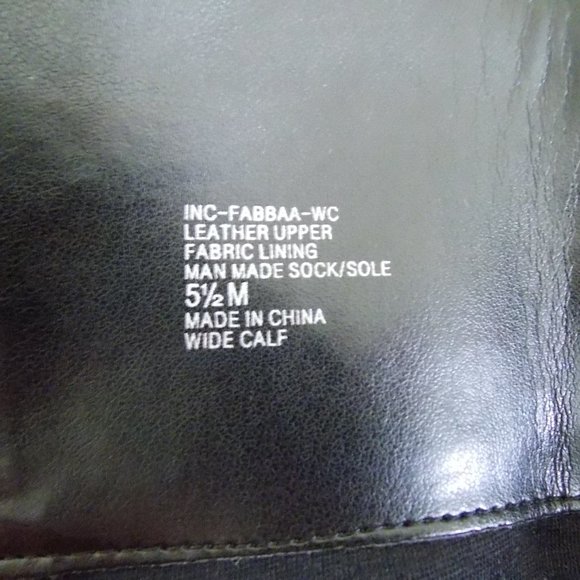 INC-FABBAA-WC
LEATHER UPPER
FABRIC LINING
MAN MADE SOCK/SOLE
5½ M
MADE IN CHINA
WIDE CALF